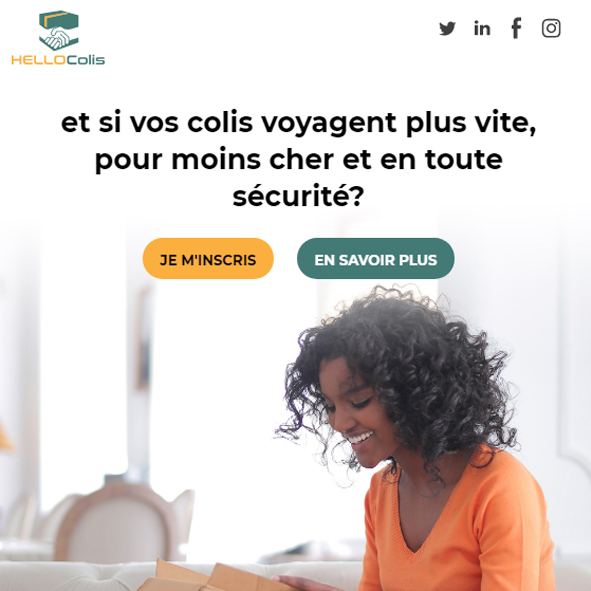 HELLOColis
et si vos colis voyagent plus vite,
pour moins cher et en toute
sécurité?
JE M'INSCRIS
EN SAVOIR PLUS